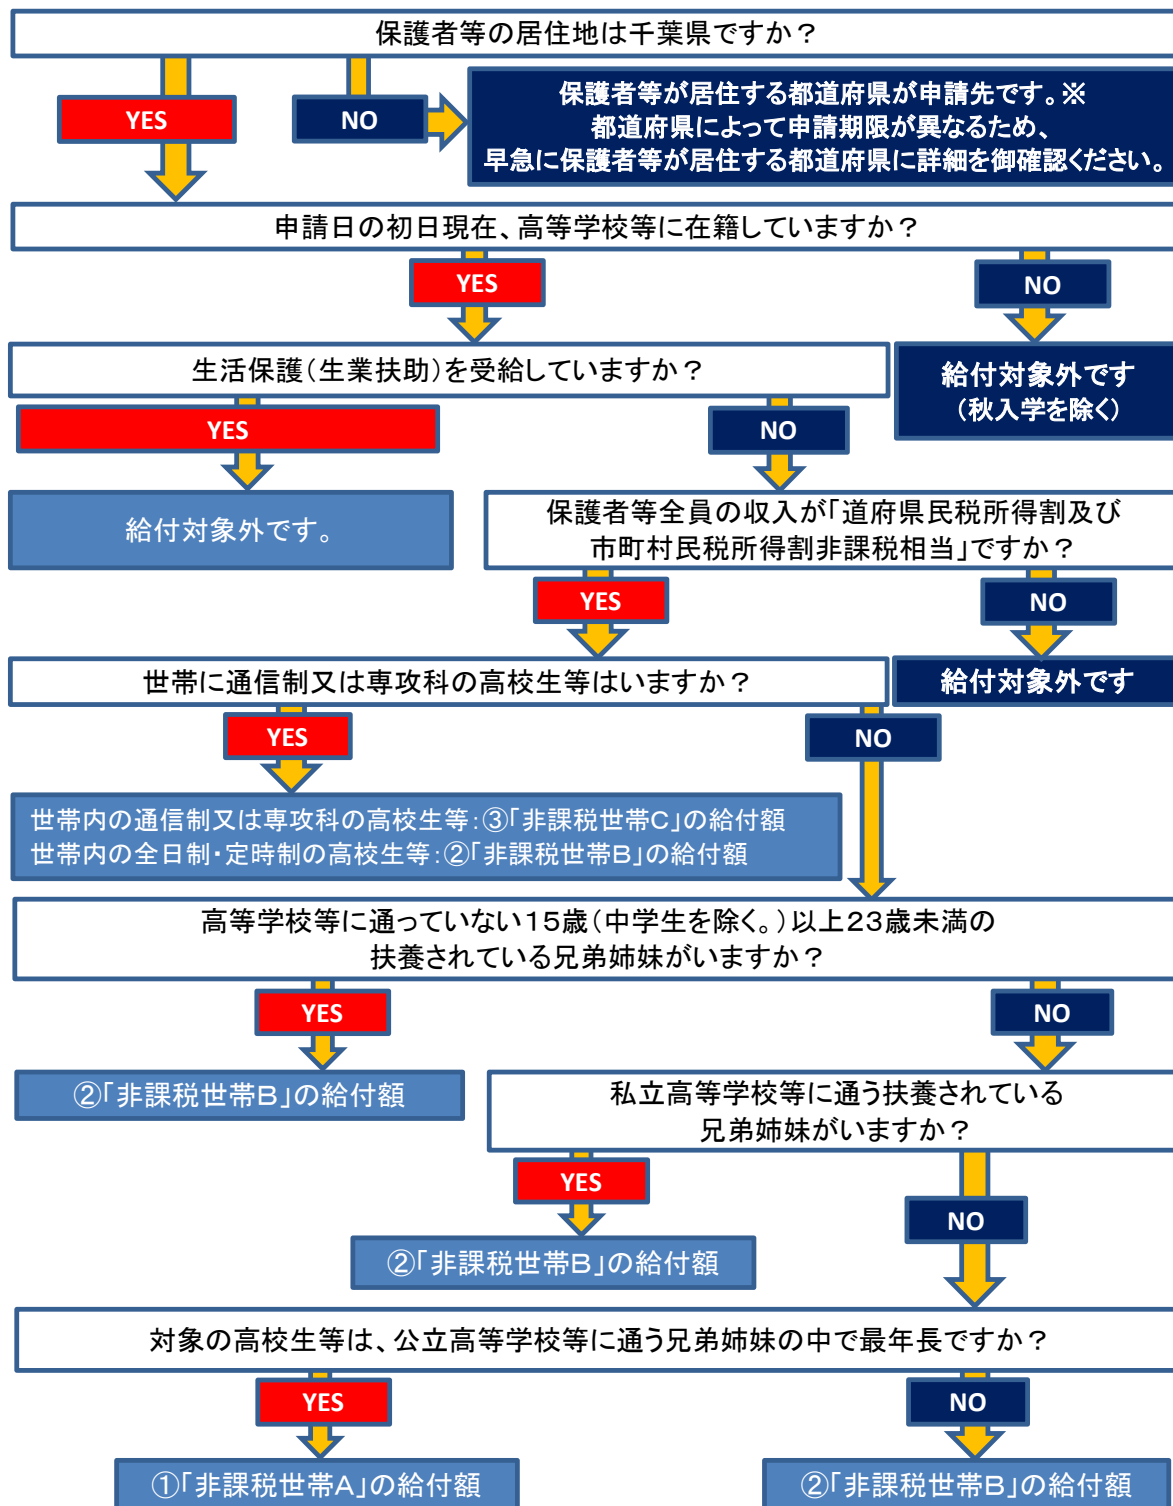 保護者等の居住地は千葉県ですか？
YES
NO
保護者等が居住する都道府県が申請先です。※
都道府県によって申請期限が異なるため、
早急に保護者等が居住する都道府県に詳細を御確認ください。
申請日の初日現在、高等学校等に在籍していますか？
YES
NO
生活保護（生業扶助）を受給していますか？
給付対象外です
（秋入学を除く）
YES
NO
給付対象外です。
保護者等全員の収入が「道府県民税所得割及び
市町村民税所得割非課税相当」ですか？
YES
NO
世帯に通信制又は専攻科の高校生等はいますか？
給付対象外です
YES
NO
世帯内の通信制又は専攻科の高校生等：③「非課税世帯C」の給付額
世帯内の全日制・定時制の高校生等：②「非課税世帯B」の給付額
高等学校等に通っていない15歳（中学生を除く。）以上23歳未満の
扶養されている兄弟姉妹がいますか？
YES
NO
②「非課税世帯B」の給付額
私立高等学校等に通う扶養されている
兄弟姉妹がいますか？
YES
NO
②「非課税世帯B」の給付額
対象の高校生等は、公立高等学校等に通う兄弟姉妹の中で最年長ですか？
YES
NO
①「非課税世帯A」の給付額
②「非課税世帯B」の給付額